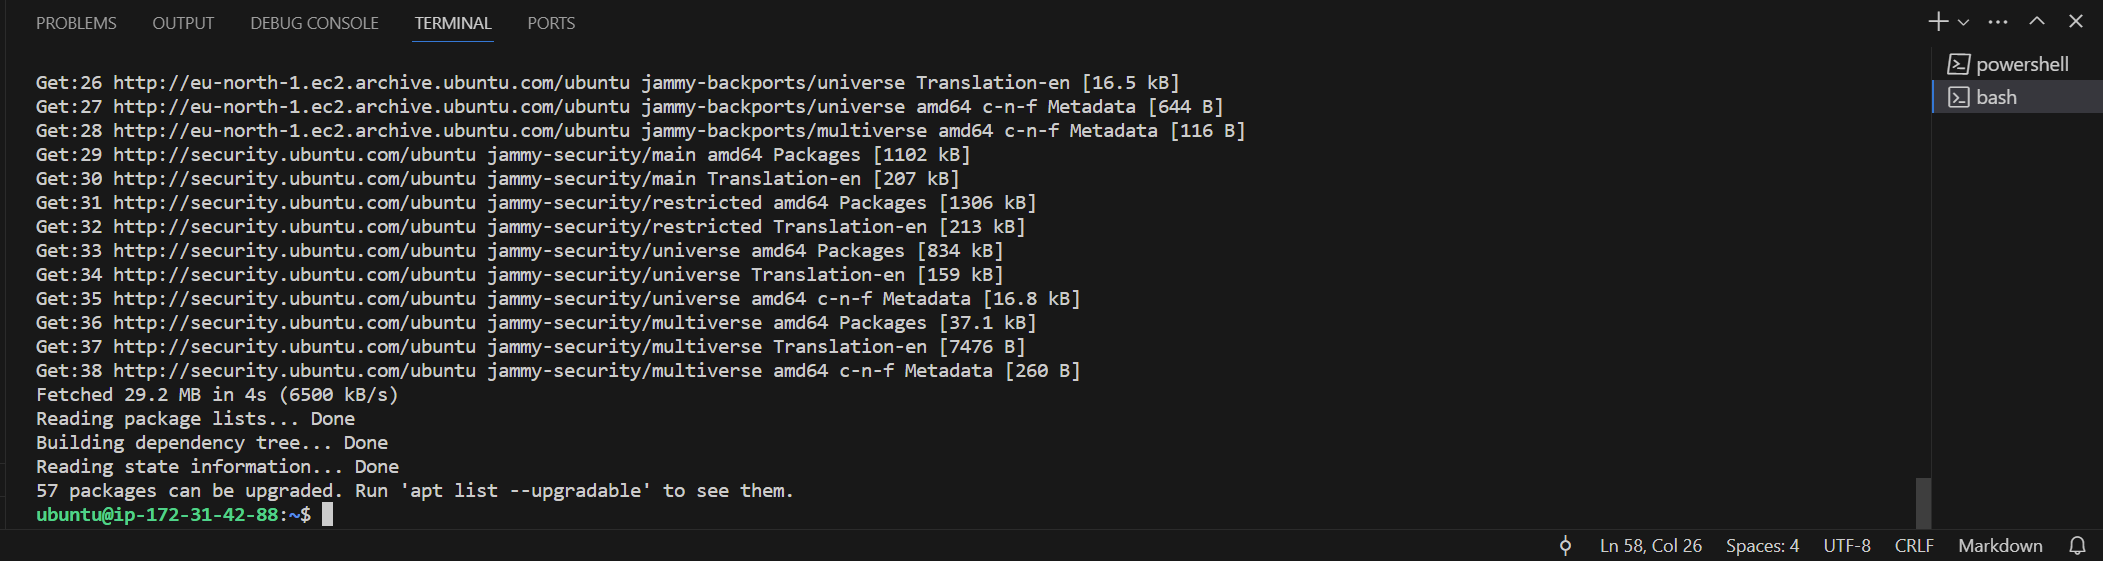 PROBLEMS OUTPUT DEBUG CONSOLE TERMINAL PORTS
Get:26 http://eu-north-1.ec2.archive.ubuntu.com/ubuntu jammy-backports/universe Translation-en [16.5 kB]
Get:27 http://eu-north-1.ec2.archive.ubuntu.com/ubuntu jammy-backports/universe amd64 c-n-f Metadata [644 B]
Get:28 http://eu-north-1.ec2.archive.ubuntu.com/ubuntu jammy-backports/multiverse amd64 c-n-f Metadata [116 B]
Get:29 http://security.ubuntu.com/ubuntu jammy-security/main amd64 Packages [1102 kB]
Get:30 http://security.ubuntu.com/ubuntu jammy-security/main Translation-en [207 kB]
Get:31 http://security.ubuntu.com/ubuntu jammy-security/restricted amd64 Packages [1306 kB]
Get:32 http://security.ubuntu.com/ubuntu jammy-security/restricted Translation-en [213 kB]
Get:33 http://security.ubuntu.com/ubuntu jammy-security/universe amd64 Packages [834 kB]
Get:34 http://security.ubuntu.com/ubuntu jammy-security/universe Translation-en [159 kB]
Get:35 http://security.ubuntu.com/ubuntu jammy-security/universe amd64 c-n-f Metadata [16.8 kB]
Get:36 http://security.ubuntu.com/ubuntu jammy-security/multiverse amd64 Packages [37.1 kB]
Get:37 http://security.ubuntu.com/ubuntu jammy-security/multiverse Translation-en [7476 B]
Get:38 http://security.ubuntu.com/ubuntu jammy-security/multiverse amd64 c-n-f Metadata [260 B]
Fetched 29.2 MB in 4s (6500 kB/s)
Reading package lists... Done
Building dependency tree... Done
Reading state information... Done
57 packages can be upgraded. Run 'apt list --upgradable' to see them.
ubuntu@ip-172-31-42-88:~$
powershell
bash
Ln 58, Col 26 Spaces: 4 UTF-8 CRLF Markdown